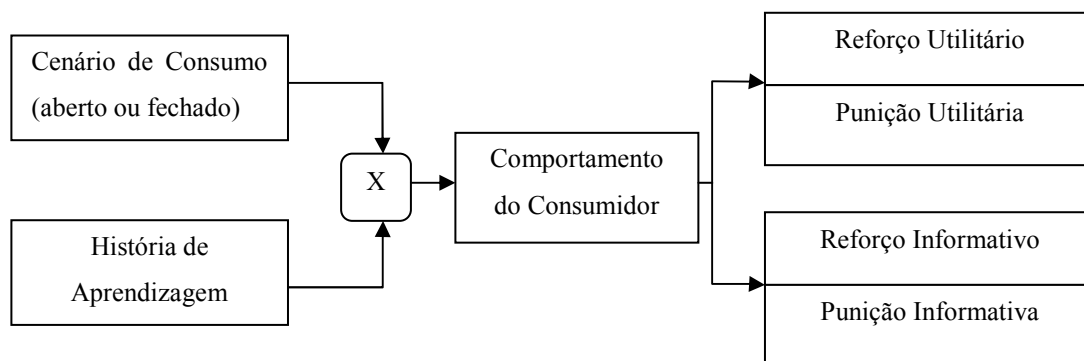 Cenário de Consumo
(aberto ou fechado)
História de
Aprendizagem
X
Comportamento
do Consumidor
Reforço Utilitário
Punição Utilitária
Reforço Informativo
Punição Informativa